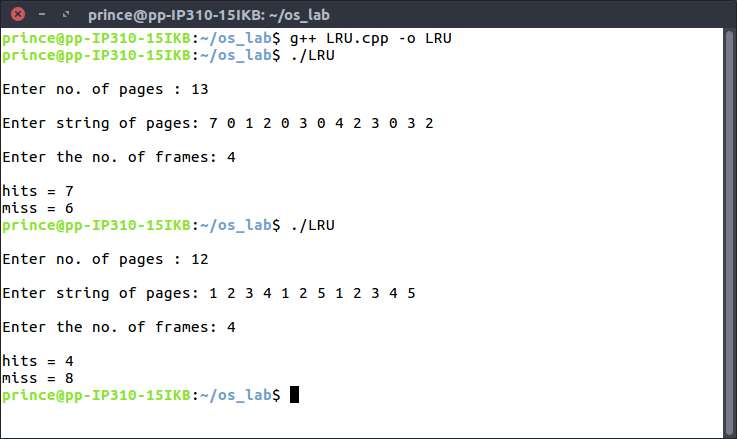 prince@pp-IP310-15IKB: ~/os_lab
prince@pp-IP310-15IKB:~/os_lab$ g++ LRU.cpp -o LRU
prince@pp-IP310-15IKB:~/os_lab$ ./LRU
Enter no. of pages : 13
Enter string of pages: 7 0 1 2 0 3 0 4 2 3 0 3 2
Enter the no. of frames: 4
hits = 7
miss = 6
prince@pp-IP310-15IKB:~/os_lab$ ./LRU
Enter no. of pages : 12
Enter string of pages: 1 2 3 4 1 2 5 1 2 3 4 5
Enter the no. of frames: 4
hits = 4
miss = 8
prince@pp-IP310-15IKB:~/os_lab$